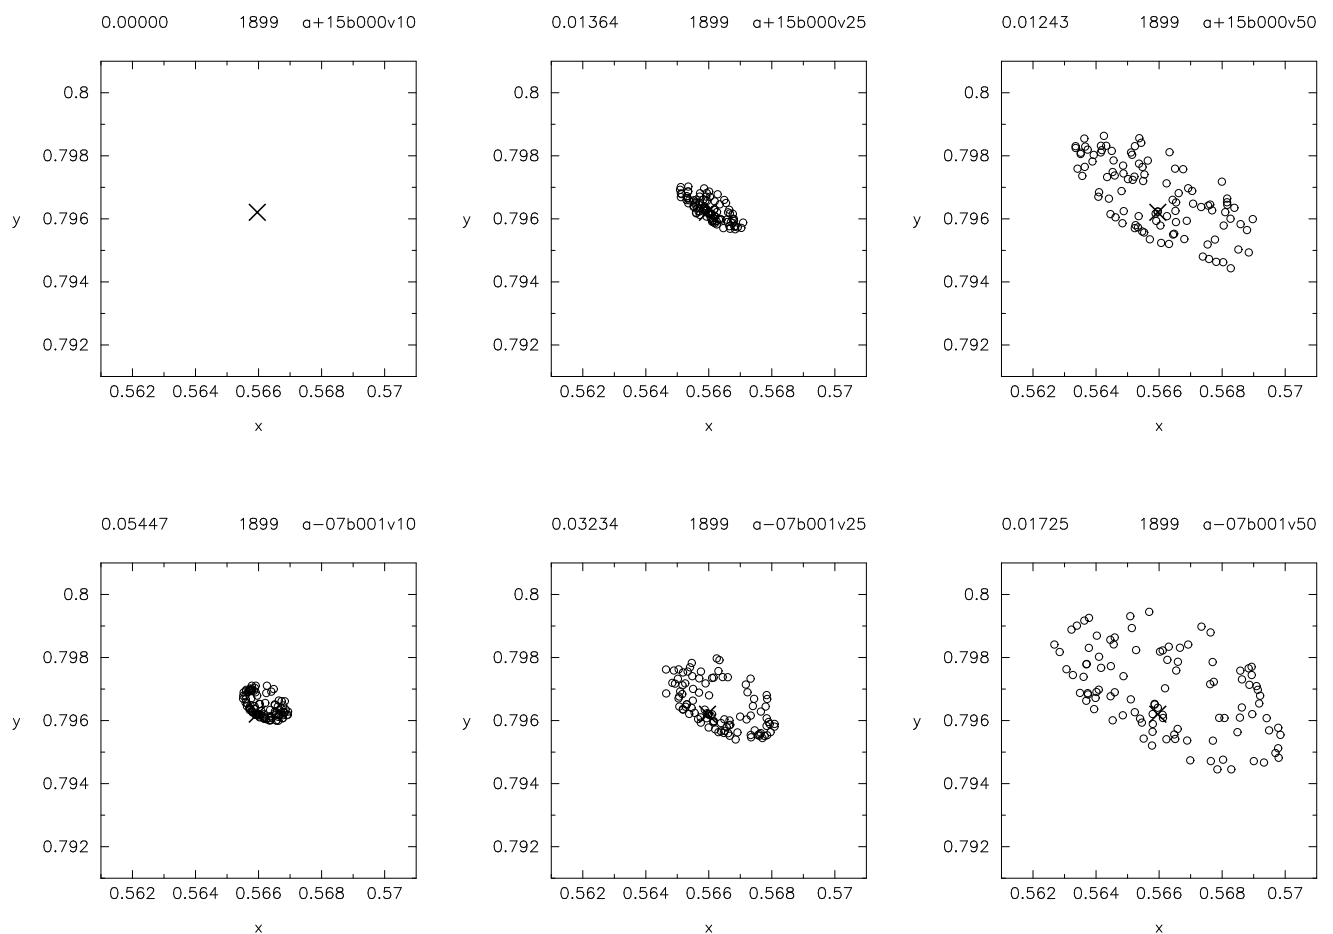 0.00000 1899 a+15b000v10 0.01364 1899 a+15b000v25 0.01243 1899 a+15b000v50
0.8 0.8 0.8
0.798 0.798 0.798
y 0.796 y 0.796 y 0.796
0.794 0.794 0.794
0.792 0.792 0.792
0.562 0.564 0.566 0.568 0.57 0.562 0.564 0.566 0.568 0.57 0.562 0.564 0.566 0.568 0.57
x x x
0.05447 1899 a−07b001v10 0.03234 1899 a−07b001v25 0.01725 1899 a−07b001v50
0.8 0.8 0.8
0.798 0.798 0.798
y 0.796 y 0.796 y 0.796
0.794 0.794 0.794
0.792 0.792 0.792
0.562 0.564 0.566 0.568 0.57 0.562 0.564 0.566 0.568 0.57 0.562 0.564 0.566 0.568 0.57
x x x